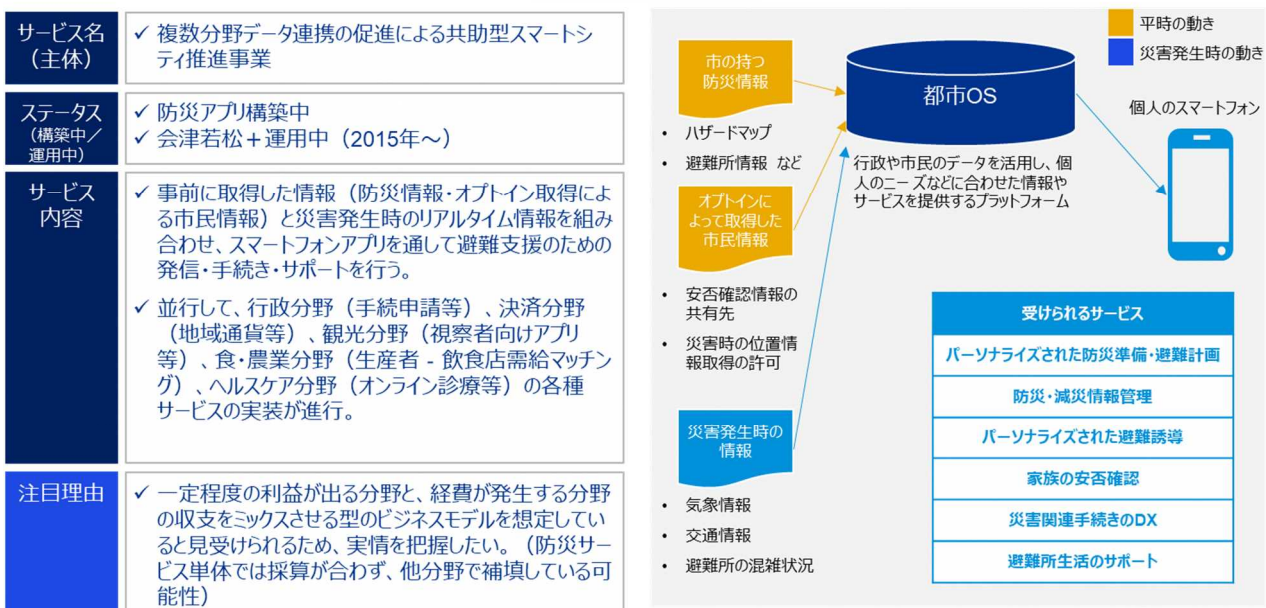 サービス名
（主体）
✓ 複数分野データ連携の促進による共助型スマートシ
ティ推進事業
ステータス
（構築中／
運用中）
✓ 防災アプリ構築中
✓ 会津若松＋運用中（2015年～）
サービス
内容
✓ 事前に取得した情報（防災情報・オプトイン取得によ
る市民情報）と災害発生時のリアルタイム情報を組み
合わせ、スマートフォンアプリを通して避難支援のための
発信・手続き・サポートを行う。
✓ 並行して、行政分野（手続申請等）、決済分野
（地域通貨等）、観光分野（視察者向けアプリ
等）、食・農業分野（生産者 - 飲食店需給マッチン
グ）、ヘルスケア分野（オンライン診療等）の各種
サービスの実装が進行。
注目理由
✓ 一定程度の利益が出る分野と、経費が発生する分野
の収支をミックスさせる型のビジネスモデルを想定してい
ると見受けられるため、実情を把握したい。（防災サー
ビス単体では採算が合わず、他分野で補填している可
能性）
平時の動き
災害発生時の動き
市の持つ
防災情報
• ハザードマップ
• 避難所情報 など
オプトインに
よって取得した
市民情報
• 安否確認情報の
共有先
• 災害時の位置情
報取得の許可
災害発生時の
情報
• 気象情報
• 交通情報
• 避難所の混雑状況
都市OS
行政や市民のデータを活用し、個
人のニーズなどに合わせた情報や
サービスを提供するプラットフォーム
個人のスマートフォン
受けられるサービス
パーソナライズされた防災準備・避難計画
防災・減災情報管理
パーソナライズされた避難誘導
家族の安否確認
災害関連手続きのDX
避難所生活のサポート